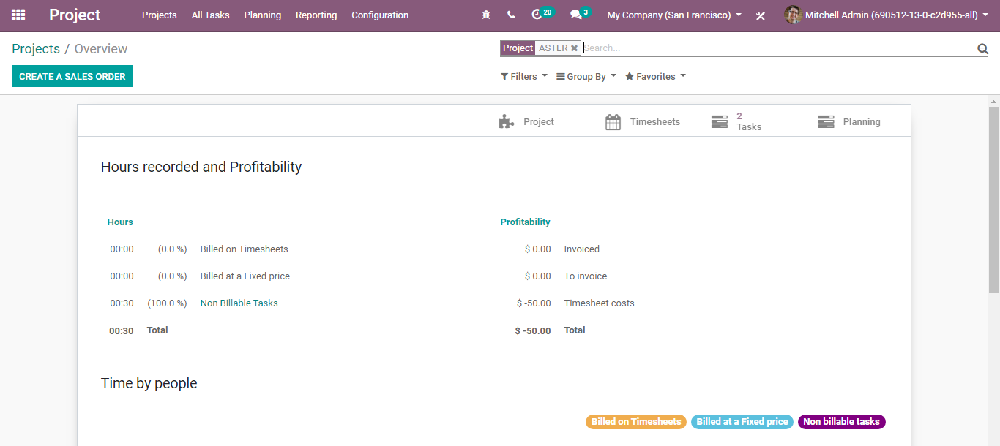 Project Projects All Tasks Planning Reporting Configuration 20 3 My Company (San Francisco) Mitchell Admin (690512-13-0-c2d955-all)
Projects / Overview Project ASTER Search...
CREATE A SALES ORDER Filters Group By Favorites
Project Timesheets 2 Tasks Planning
Hours recorded and Profitability
Hours Profitability
00:00 (0.0 %) Billed on Timesheets $ 0.00 Invoiced
00:00 (0.0 %) Billed at a Fixed price $ 0.00 To invoice
00:30 (100.0 %) Non Billable Tasks $ -50.00 Timesheet costs
00:30 Total $ -50.00 Total
Time by people
Billed on Timesheets Billed at a Fixed price Non billable tasks